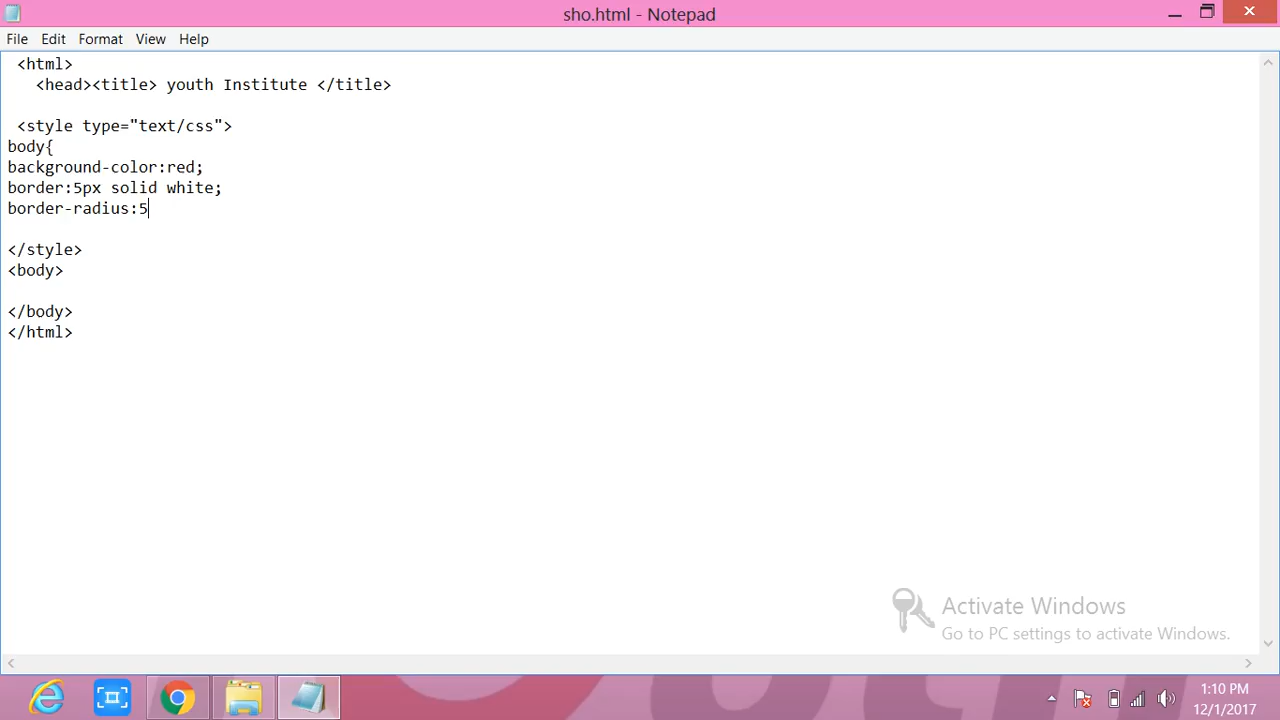 sho.html - Notepad
File Edit Format View Help
<html>
<head><title> youth Institute </title>
<style type="text/css">
body{
background-color:red;
border:5px solid white;
border-radius:5
</style>
<body>
</body>
</html>
Activate Windows
Go to PC settings to activate Windows.
1:10 PM
12/1/2017